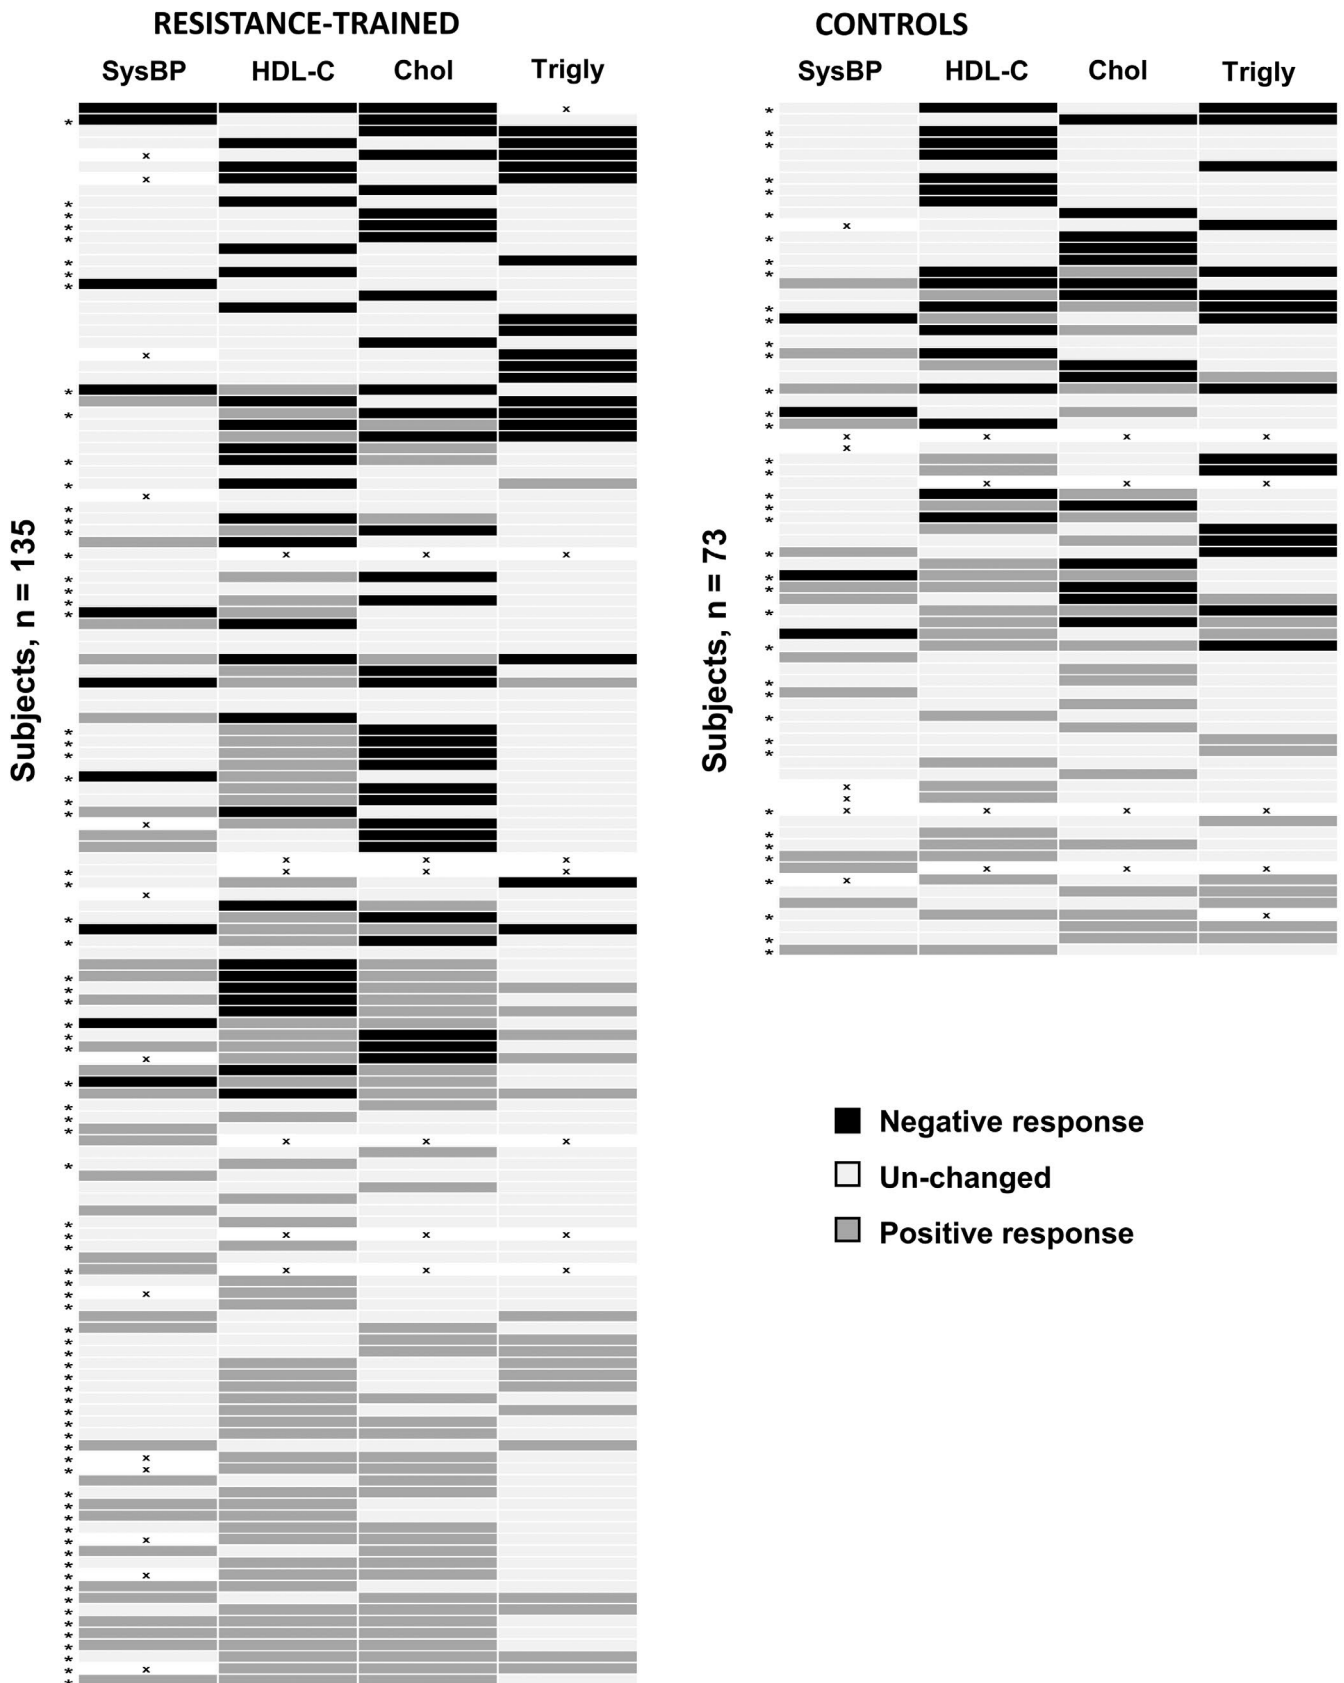 RESISTANCE-TRAINED
CONTROLS
SysBP HDL-C Chol Trigly
SysBP HDL-C Chol Trigly
Subjects, n = 135
Subjects, n = 73
Negative response
Un-changed
Positive response